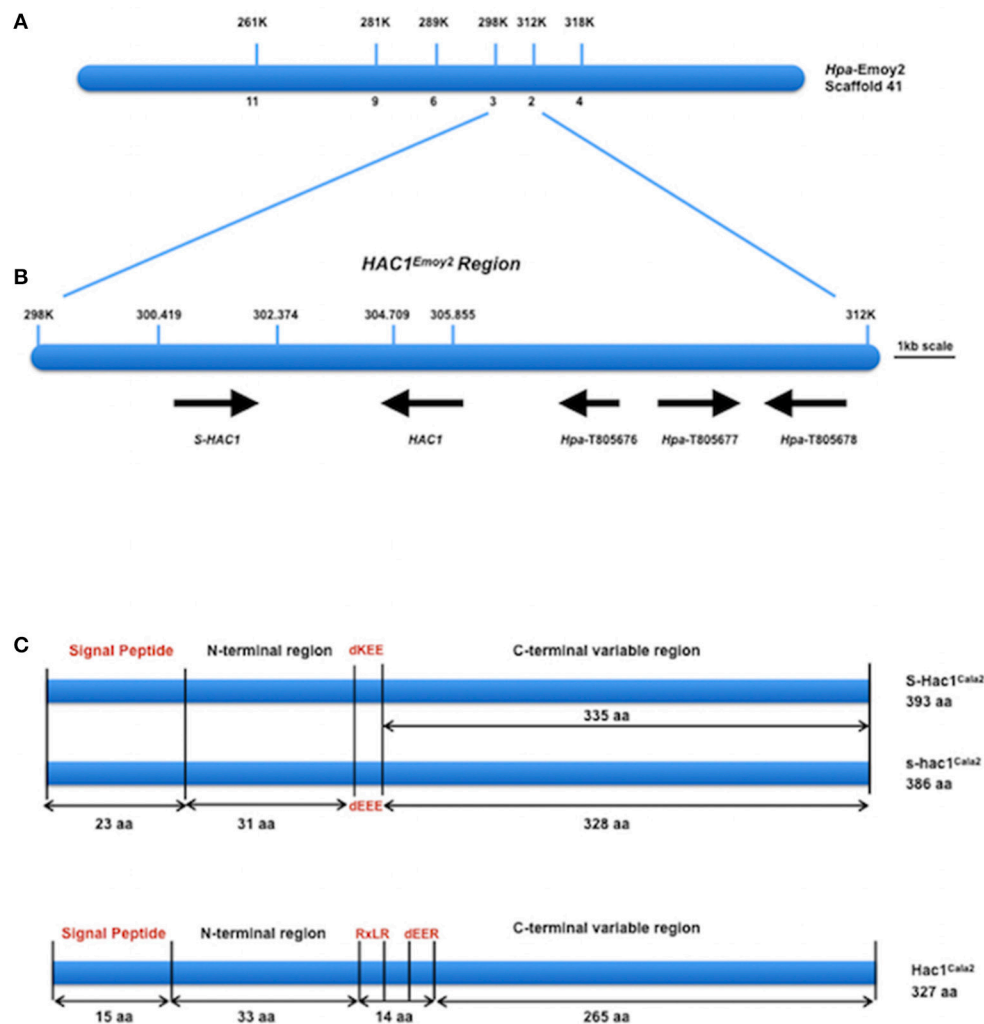 A
261K 281K 289K 298K 312K 318K
Hpa-Emoy2
Scaffold 41
11 9 6 3 2 4
B
HAC1Emoy2 Region
298K 300.419 302.374 304.709 305.855 312K
1kb scale
S-HAC1 HAC1 Hpa-T805676 Hpa-T805677 Hpa-T805678
C
Signal Peptide N-terminal region dKEE C-terminal variable region
S-Hac1Cala2
393 aa
335 aa
s-hac1Cala2
386 aa
dEEE
23 aa 31 aa 328 aa
Signal Peptide N-terminal region RxLR dEER C-terminal variable region
Hac1Cala2
327 aa
15 aa 33 aa 14 aa 265 aa